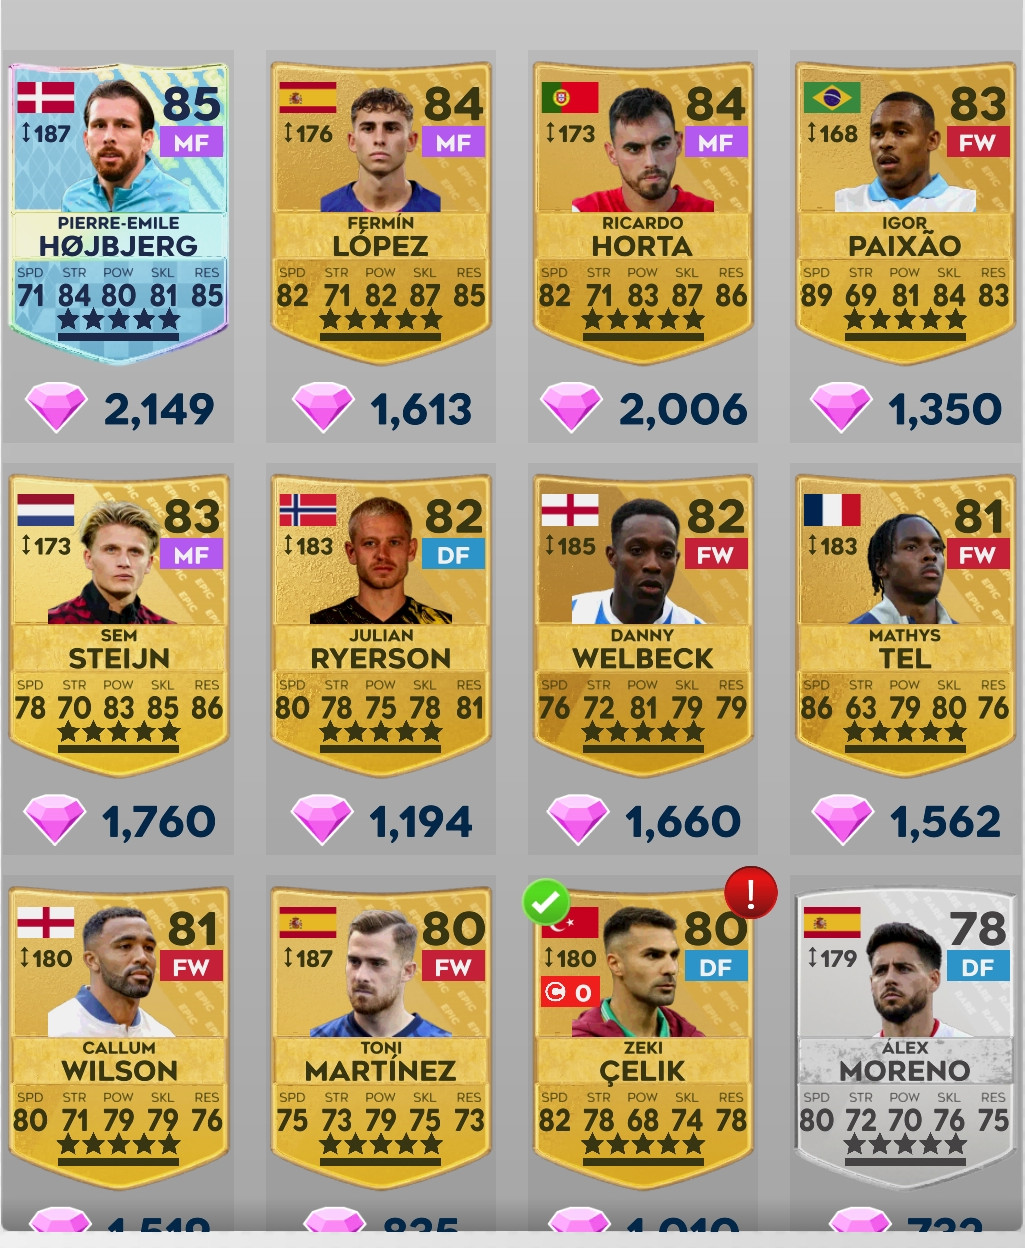 85
187
MF
PIERRE-EMILE
HØJBJERG
SPD STR POW SKL RES
71 84 80 81 85
2,149
84
176
MF
FERMÍN
LÓPEZ
SPD STR POW SKL RES
82 71 82 87 85
1,613
84
173
MF
RICARDO
HORTA
SPD STR POW SKL RES
82 71 83 87 86
2,006
83
168
FW
IGOR
PAIXÃO
SPD STR POW SKL RES
89 69 81 84 83
1,350
83
173
MF
SEM
STEIJN
SPD STR POW SKL RES
78 70 83 85 86
1,760
82
183
DF
JULIAN
RYERSON
SPD STR POW SKL RES
80 78 75 78 81
1,194
82
185
FW
DANNY
WELBECK
SPD STR POW SKL RES
76 72 81 79 79
1,660
81
183
FW
MATHYS
TEL
SPD STR POW SKL RES
86 63 79 80 76
1,562
81
180
FW
CALLUM
WILSON
SPD STR POW SKL RES
80 71 79 79 76
1,519
80
187
FW
TONI
MARTÍNEZ
SPD STR POW SKL RES
75 73 79 75 73
835
!
80
180
DF
C 0
ZEKI
ÇELIK
SPD STR POW SKL RES
82 78 68 74 78
1,010
78
179
DF
ÁLEX
MORENO
SPD STR POW SKL RES
80 72 70 76 75